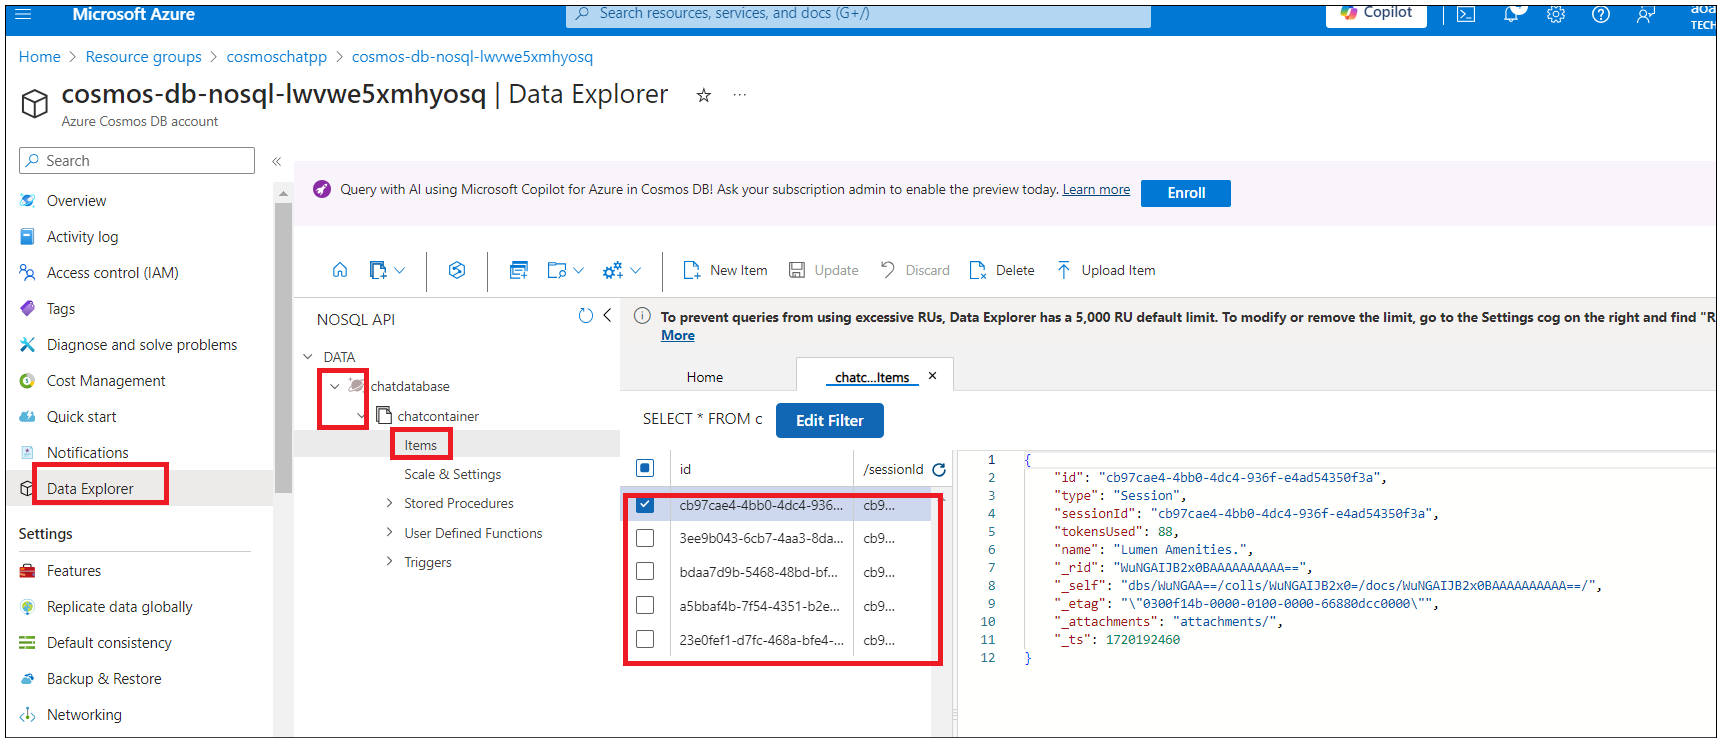 Microsoft Azure
Search resources, services, and docs (G+/)
Copilot
TECH
Home > Resource groups > cosmoschatpp > cosmos-db-nosql-lwvwe5xmhyosq
cosmos-db-nosql-lwvwe5xmhyosq | Data Explorer
Azure Cosmos DB account
Search
Overview
Activity log
Access control (IAM)
Tags
Diagnose and solve problems
Cost Management
Quick start
Notifications
Data Explorer
Settings
Features
Replicate data globally
Default consistency
Backup & Restore
Networking
Query with AI using Microsoft Copilot for Azure in Cosmos DB! Ask your subscription admin to enable the preview today. Learn more
Enroll
New Item
Update
Discard
Delete
Upload Item
NOSQL API
DATA
chatdatabase
chatcontainer
Items
Scale & Settings
Stored Procedures
User Defined Functions
Triggers
To prevent queries from using excessive RUs, Data Explorer has a 5,000 RU default limit. To modify or remove the limit, go to the Settings cog on the right and find "R
More
Home
chatc...Items
SELECT * FROM c
Edit Filter
id /sessionId
cb97cae4-4bb0-4dc4-936... cb9...
3ee9b043-6cb7-4aa3-8da... cb9...
bdaa7d9b-5468-48bd-bf... cb9...
a5bbaf4b-7f54-4351-b2e... cb9...
23e0fef1-d7fc-468a-bfe4-... cb9...
1 {
2 "id": "cb97cae4-4bb0-4dc4-936f-e4ad54350f3a",
3 "type": "Session",
4 "sessionId": "cb97cae4-4bb0-4dc4-936f-e4ad54350f3a",
5 "tokensUsed": 88,
6 "name": "Lumen Amenities.",
7 "_rid": "WuNGAIJB2x0BAAAAAAAAAA==",
8 "_self": "dbs/WuNGAA==/colls/WuNGAIJB2x0=/docs/WuNGAIJB2x0BAAAAAAAAAA==/",
9 "_etag": "\"0300f14b-0000-0100-0000-66880dcc0000\"",
10 "_attachments": "attachments/",
11 "_ts": 1720192460
12 }